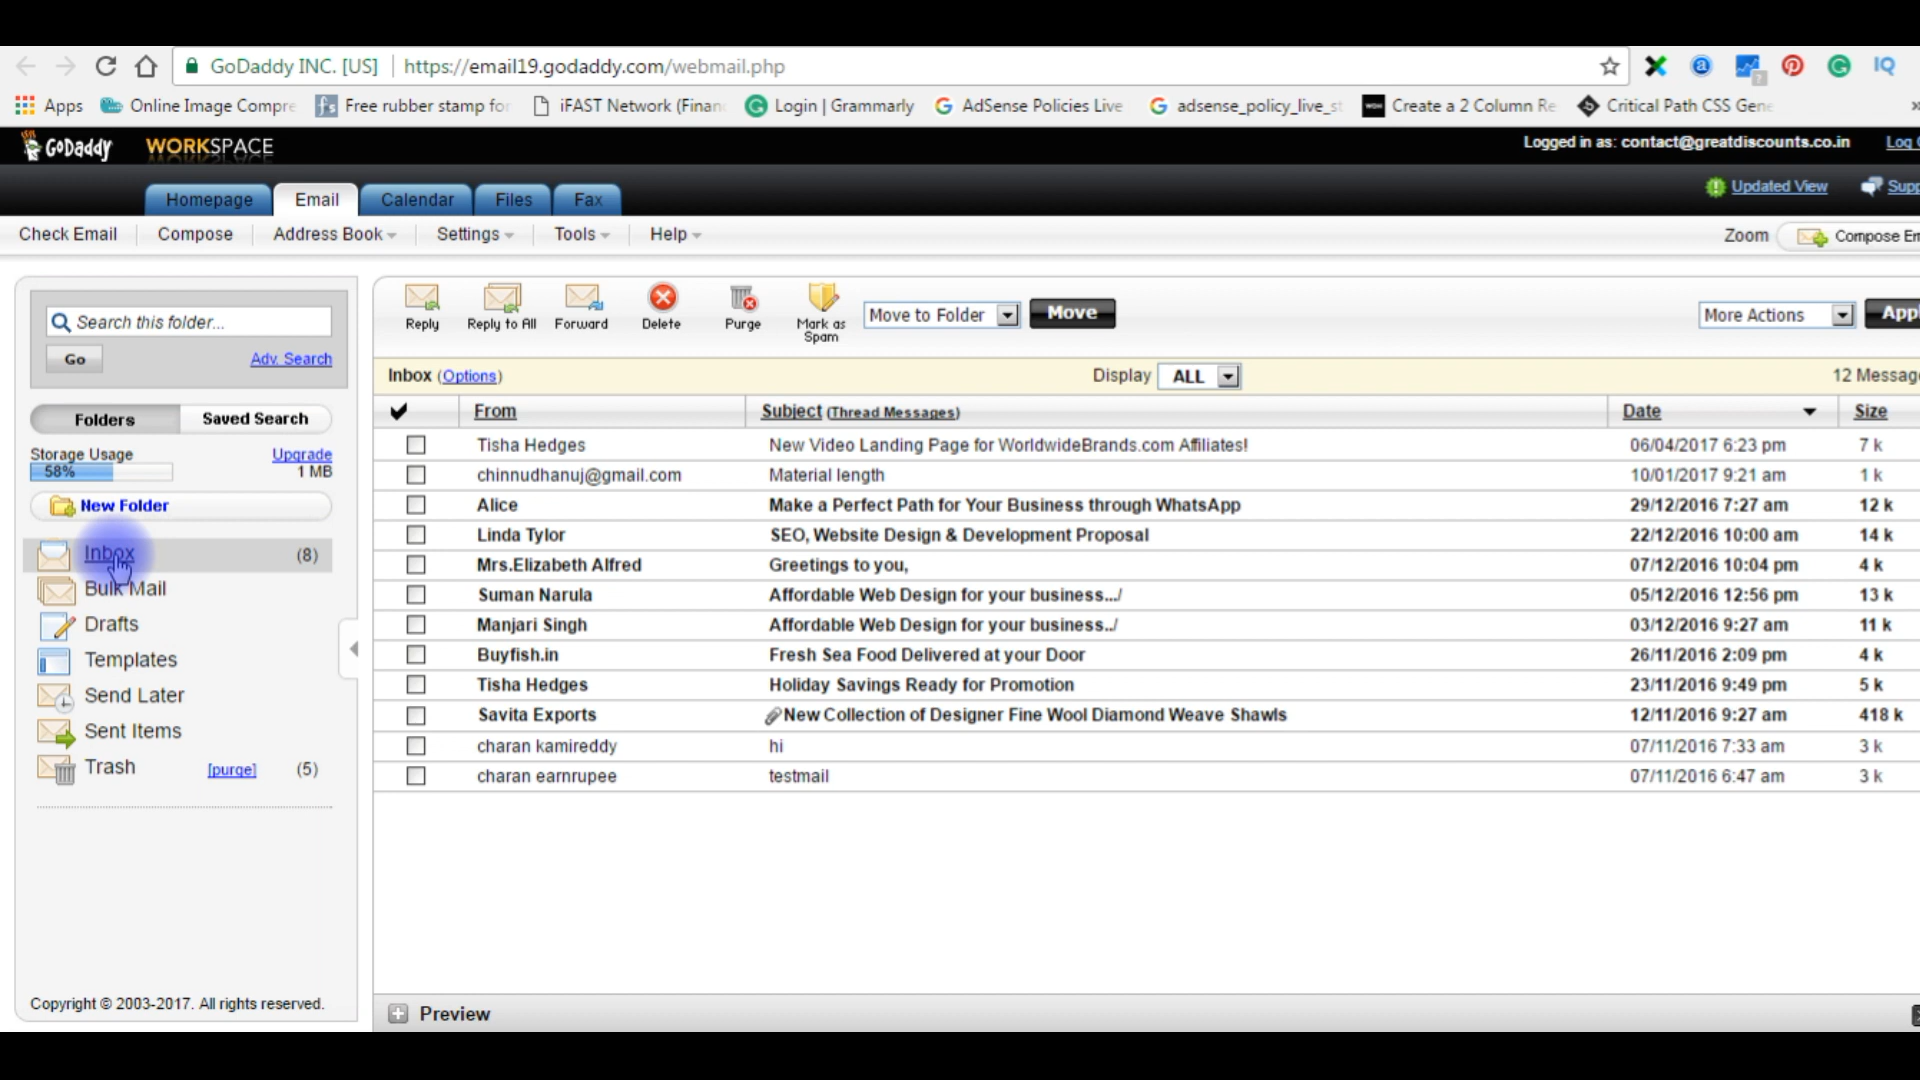 GoDaddy INC. [US] https://email19.godaddy.com/webmail.php
Apps Online Image Compre Free rubber stamp for iFAST Network (Finan Login | Grammarly AdSense Policies Live adsense_policy_live_st Create a 2 Column Re Critical Path CSS Gene
GoDaddy WORKSPACE Logged in as: contact@greatdiscounts.co.in Log
Homepage Email Calendar Files Fax Updated View Supp
Check Email Compose Address Book Settings Tools Help Zoom Compose Em
Search this folder...
Go Adv. Search
Folders Saved Search
Storage Usage Upgrade
58% 1 MB
New Folder
Inbox (8)
Bulk Mail
Drafts
Templates
Send Later
Sent Items
Trash [purge] (5)
Copyright © 2003-2017. All rights reserved.
Reply Reply to All Forward Delete Purge Mark as Spam Move to Folder Move More Actions Appl
Inbox (Options) Display ALL 12 Message
From Subject (Thread Messages) Date Size
Tisha Hedges New Video Landing Page for WorldwideBrands.com Affiliates! 06/04/2017 6:23 pm 7 k
chinnudhanuj@gmail.com Material length 10/01/2017 9:21 am 1 k
Alice Make a Perfect Path for Your Business through WhatsApp 29/12/2016 7:27 am 12 k
Linda Tylor SEO, Website Design & Development Proposal 22/12/2016 10:00 am 14 k
Mrs.Elizabeth Alfred Greetings to you, 07/12/2016 10:04 pm 4 k
Suman Narula Affordable Web Design for your business.../ 05/12/2016 12:56 pm 13 k
Manjari Singh Affordable Web Design for your business../ 03/12/2016 9:27 am 11 k
Buyfish.in Fresh Sea Food Delivered at your Door 26/11/2016 2:09 pm 4 k
Tisha Hedges Holiday Savings Ready for Promotion 23/11/2016 9:49 pm 5 k
Savita Exports New Collection of Designer Fine Wool Diamond Weave Shawls 12/11/2016 9:27 am 418 k
charan kamireddy hi 07/11/2016 7:33 am 3 k
charan earnrupee testmail 07/11/2016 6:47 am 3 k
Preview